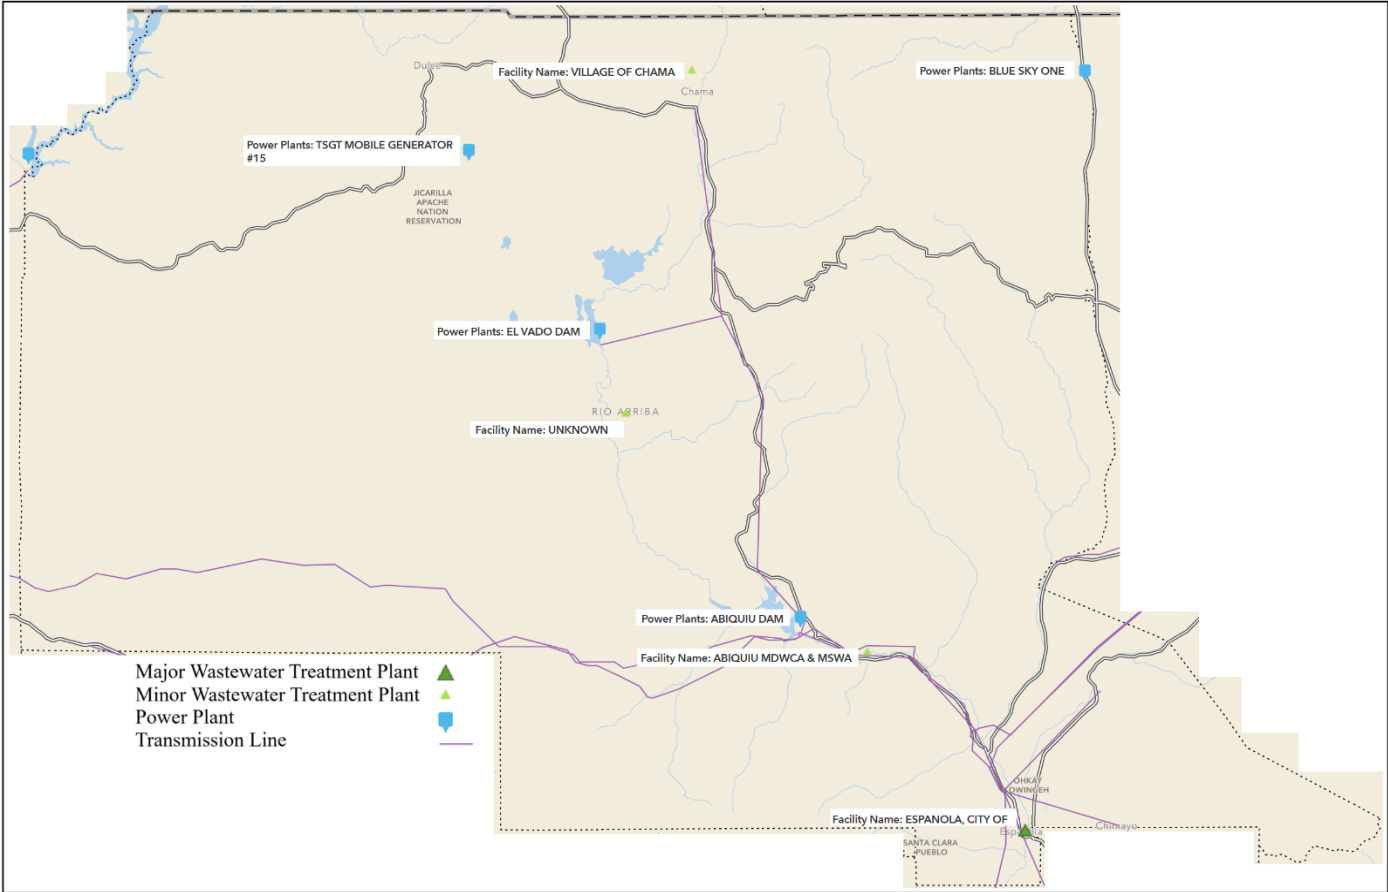 Dulce
Facility Name: VILLAGE OF CHAMA
Power Plants: BLUE SKY ONE
Chama
Power Plants: TSGT MOBILE GENERATOR
#15
JICARILLA
APACHE
NATION
RESERVATION
Power Plants: EL VADO DAM
RIO ARRIBA
Facility Name: UNKNOWN
Power Plants: ABIQUIU DAM
Facility Name: ABIQUIU MDWCA & MSWA
Major Wastewater Treatment Plant
Minor Wastewater Treatment Plant
Power Plant
Transmission Line
OHKAY
OWINGEH
Facility Name: ESPANOLA, CITY OF
Española
Chimayo
SANTA CLARA
PUEBLO